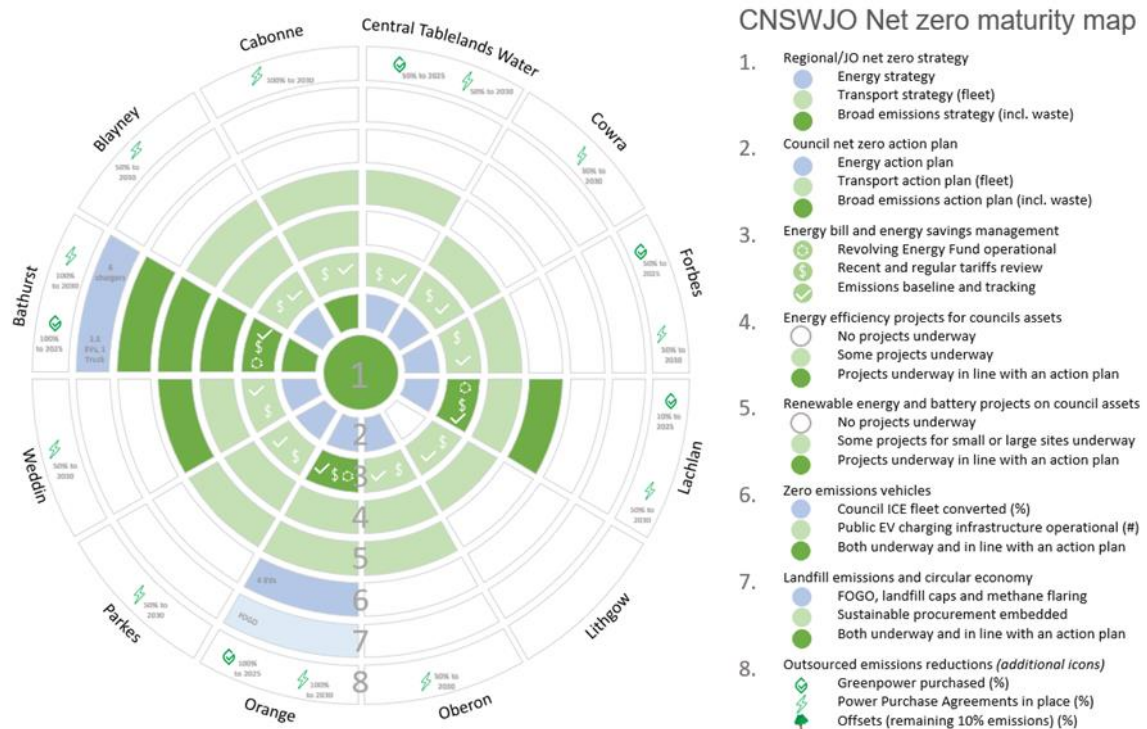 CNSWJO Net zero maturity map
1. Regional/JO net zero strategy
Energy strategy
Transport strategy (fleet)
Broad emissions strategy (incl. waste)
2. Council net zero action plan
Energy action plan
Transport action plan (fleet)
Broad emissions action plan (incl. waste)
3. Energy bill and energy savings management
Revolving Energy Fund operational
Recent and regular tariffs review
Emissions baseline and tracking
4. Energy efficiency projects for councils assets
No projects underway
Some projects underway
Projects underway in line with an action plan
5. Renewable energy and battery projects on council assets
No projects underway
Some projects for small or large sites underway
Projects underway in line with an action plan
6. Zero emissions vehicles
Council ICE fleet converted (%)
Public EV charging infrastructure operational (#)
Both underway and in line with an action plan
7. Landfill emissions and circular economy
FOGO, landfill caps and methane flaring
Sustainable procurement embedded
Both underway and in line with an action plan
8. Outsourced emissions reductions (additional icons)
Greenpower purchased (%)
Power Purchase Agreements in place (%)
Offsets (remaining 10% emissions) (%)
Cabonne
100% to 2030
Central Tablelands Water
50% to 2025
50% to 2030
Cowra
30% to
2030
Forbes
50% to
2025
50% to
2030
Lachlan
10% to
2025
50% to
2030
Lithgow
Oberon
50% to
2030
Orange
100%
to 2025
100%
to 2030
FOGO
Parkes
50% to
2030
Weddin
50% to
2030
Bathurst
100%
to 2030
100%
to 2025
chargers
EVs, 1
Truck
Blayney
50% to
2030
1
2
3
4
5
6
7
8